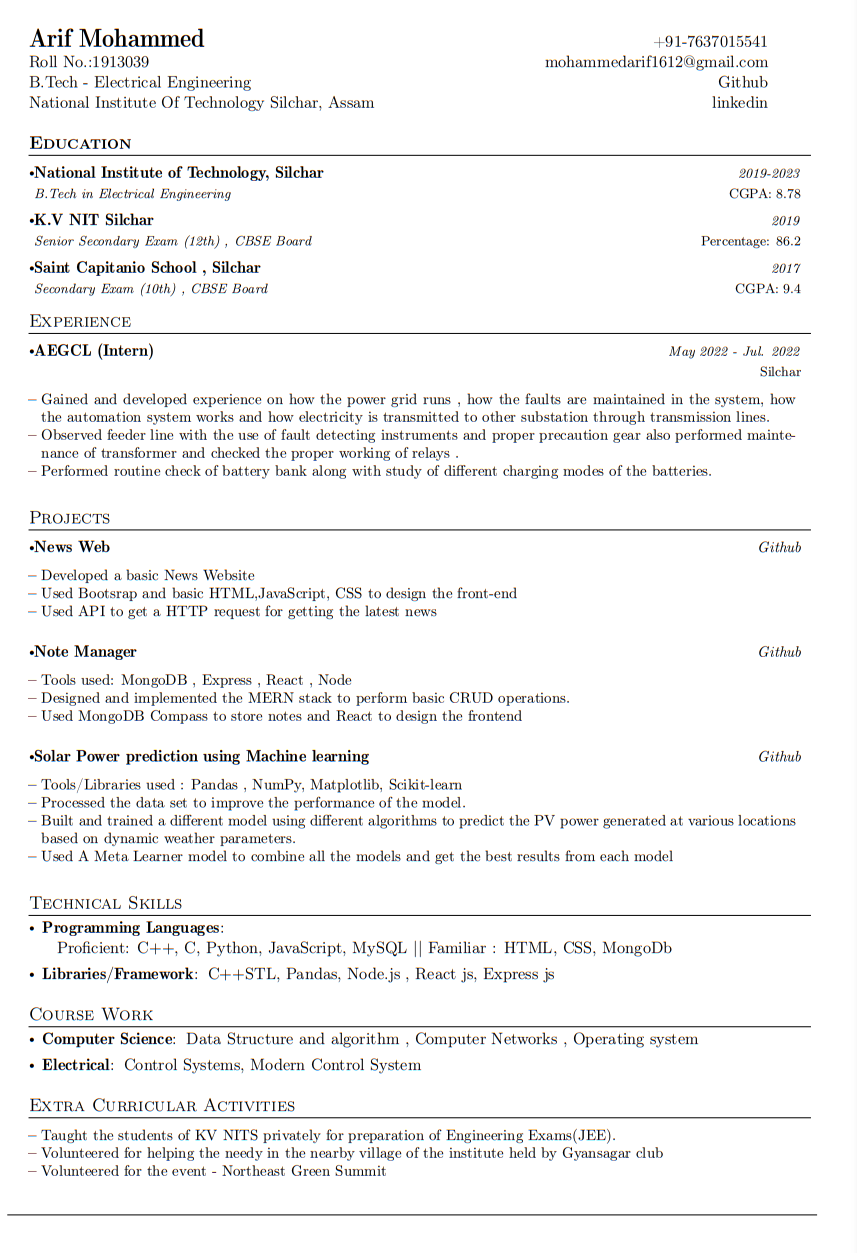 Arif Mohammed
+91-7637015541
Roll No.:1913039
mohammedarif1612@gmail.com
B.Tech - Electrical Engineering
Github
National Institute Of Technology Silchar, Assam
linkedin
EDUCATION
•National Institute of Technology, Silchar
2019-2023
B.Tech in Electrical Engineering
CGPA: 8.78
•K.V NIT Silchar
2019
Senior Secondary Exam (12th) , CBSE Board
Percentage: 86.2
•Saint Capitanio School , Silchar
2017
Secondary Exam (10th) , CBSE Board
CGPA: 9.4
EXPERIENCE
•AEGCL (Intern)
May 2022 - Jul. 2022
Silchar
– Gained and developed experience on how the power grid runs , how the faults are maintained in the system, how
the automation system works and how electricity is transmitted to other substation through transmission lines.
– Observed feeder line with the use of fault detecting instruments and proper precaution gear also performed mainte-
nance of transformer and checked the proper working of relays .
– Performed routine check of battery bank along with study of different charging modes of the batteries.
PROJECTS
•News Web
Github
– Developed a basic News Website
– Used Bootsrap and basic HTML,JavaScript, CSS to design the front-end
– Used API to get a HTTP request for getting the latest news
•Note Manager
Github
– Tools used: MongoDB , Express , React , Node
– Designed and implemented the MERN stack to perform basic CRUD operations.
– Used MongoDB Compass to store notes and React to design the frontend
•Solar Power prediction using Machine learning
Github
– Tools/Libraries used : Pandas , NumPy, Matplotlib, Scikit-learn
– Processed the data set to improve the performance of the model.
– Built and trained a different model using different algorithms to predict the PV power generated at various locations
based on dynamic weather parameters.
– Used A Meta Learner model to combine all the models and get the best results from each model
TECHNICAL SKILLS
• Programming Languages:
Proficient: C++, C, Python, JavaScript, MySQL || Familiar : HTML, CSS, MongoDb
• Libraries/Framework: C++STL, Pandas, Node.js , React js, Express js
COURSE WORK
• Computer Science: Data Structure and algorithm , Computer Networks , Operating system
• Electrical: Control Systems, Modern Control System
EXTRA CURRICULAR ACTIVITIES
– Taught the students of KV NITS privately for preparation of Engineering Exams(JEE).
– Volunteered for helping the needy in the nearby village of the institute held by Gyansagar club
– Volunteered for the event - Northeast Green Summit